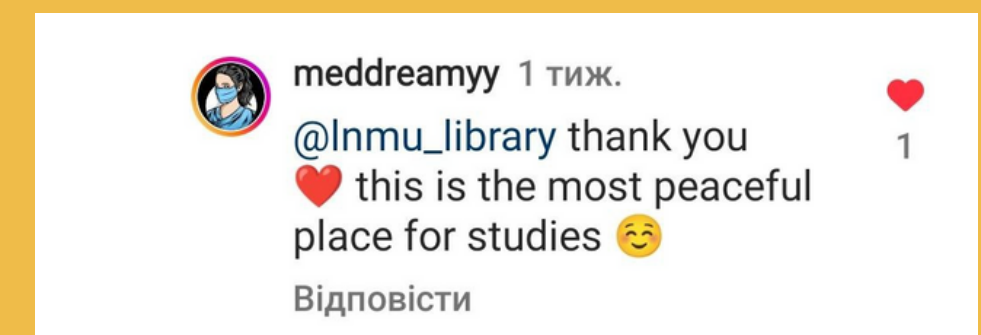 meddreamyy 1 тиж.
@lnmu_library thank you
❤️ this is the most peaceful
place for studies ☺️
1
Відповісти